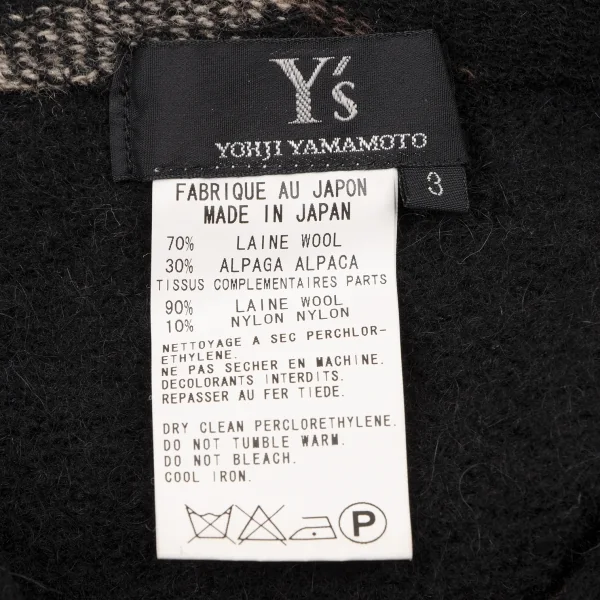 Y's
YOHJI YAMAMOTO
3
FABRIQUE AU JAPON
MADE IN JAPAN
70% LAINE WOOL
30% ALPAGA ALPACA
TISSUS COMPLEMENTAIRES PARTS
90% LAINE WOOL
10% NYLON NYLON
NETTOYAGE A SEC PERCHLOR-
ETHYLENE.
NE PAS SECHER EN MACHINE.
DECOLORANTS INTERDITS.
REPASSER AU FER TIEDE.
DRY CLEAN PERCLORETHYLENE.
DO NOT TUMBLE WARM.
DO NOT BLEACH.
COOL IRON.
P